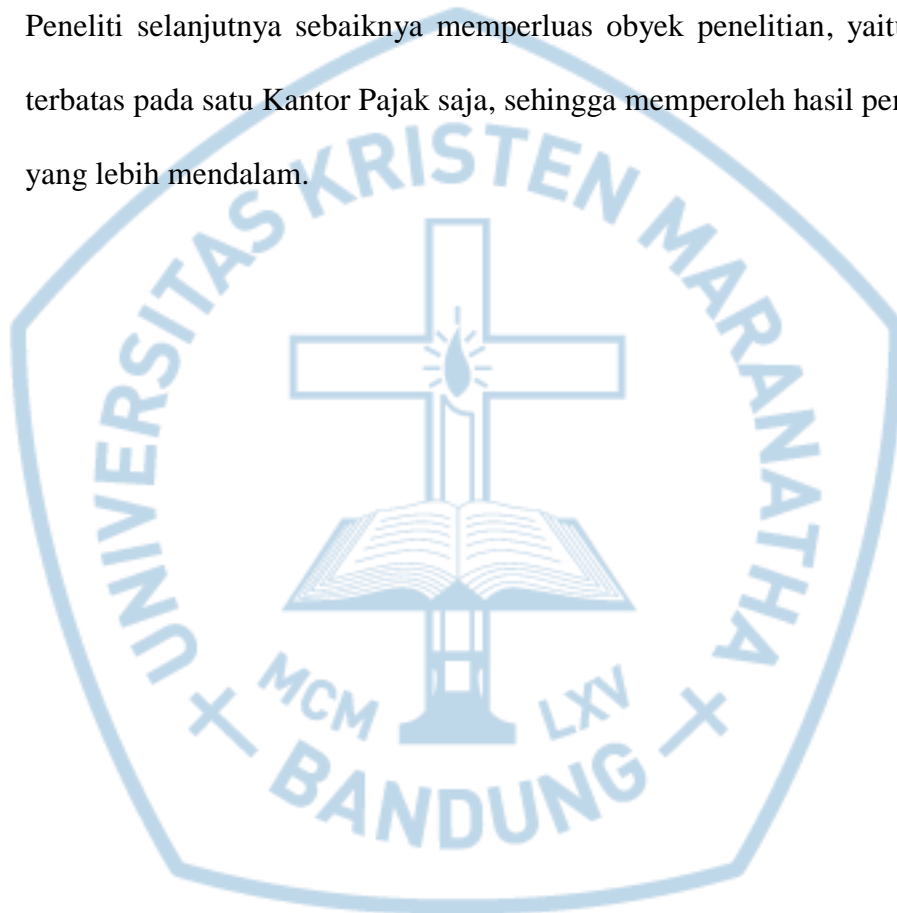 Peneliti selanjutnya sebaiknya memperluas obyek penelitian, yaitu
terbatas pada satu Kantor Pajak saja, sehingga memperoleh hasil
yang lebih mendalam.
UNIVERSITAS KRISTEN MARANATHA
MCM LXV
BANDUNG